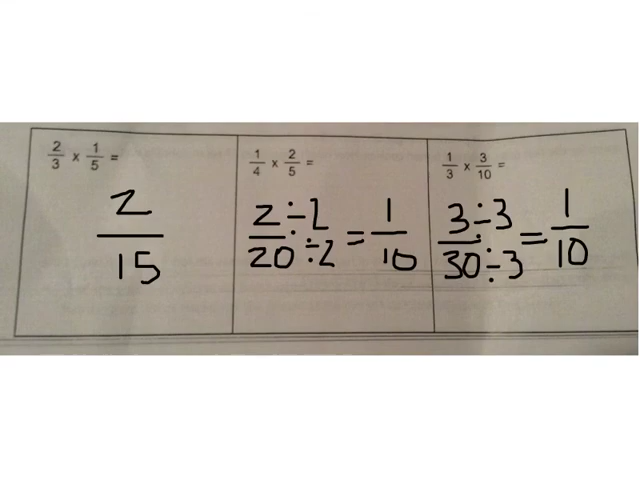 2/3 x 1/5 =
2/15
1/4 x 2/5 =
2÷2/20÷2 = 1/10
1/3 x 3/10 =
3÷3/30÷3 = 1/10